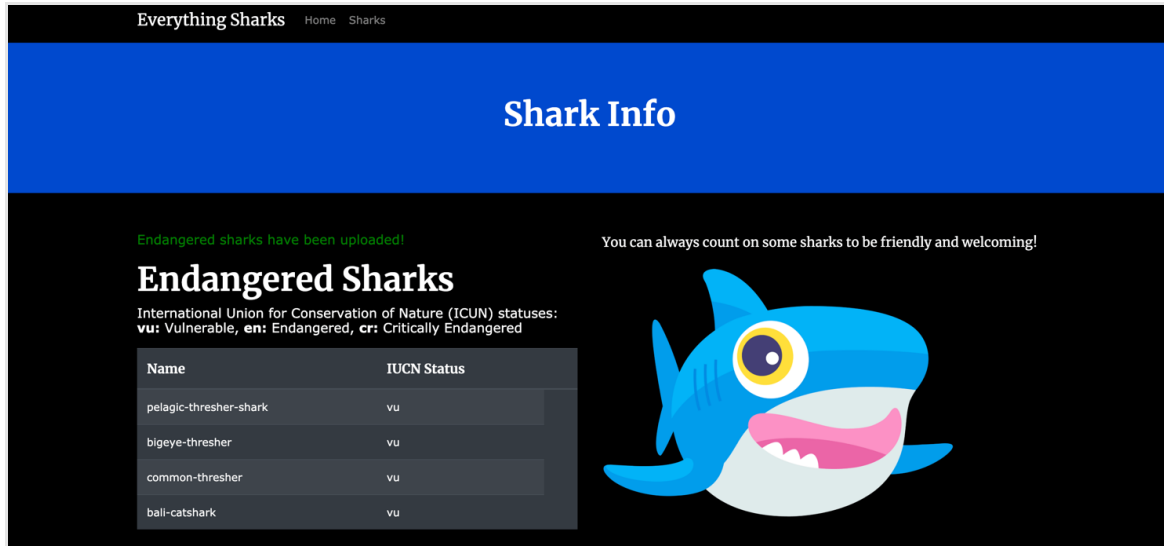 Everything Sharks Home Sharks
Shark Info
Endangered sharks have been uploaded!
Endangered Sharks
International Union for Conservation of Nature (ICUN) statuses:
vu: Vulnerable, en: Endangered, cr: Critically Endangered
Name IUCN Status
pelagic-thresher-shark vu
bigeye-thresher vu
common-thresher vu
bali-catshark vu
You can always count on some sharks to be friendly and welcoming!